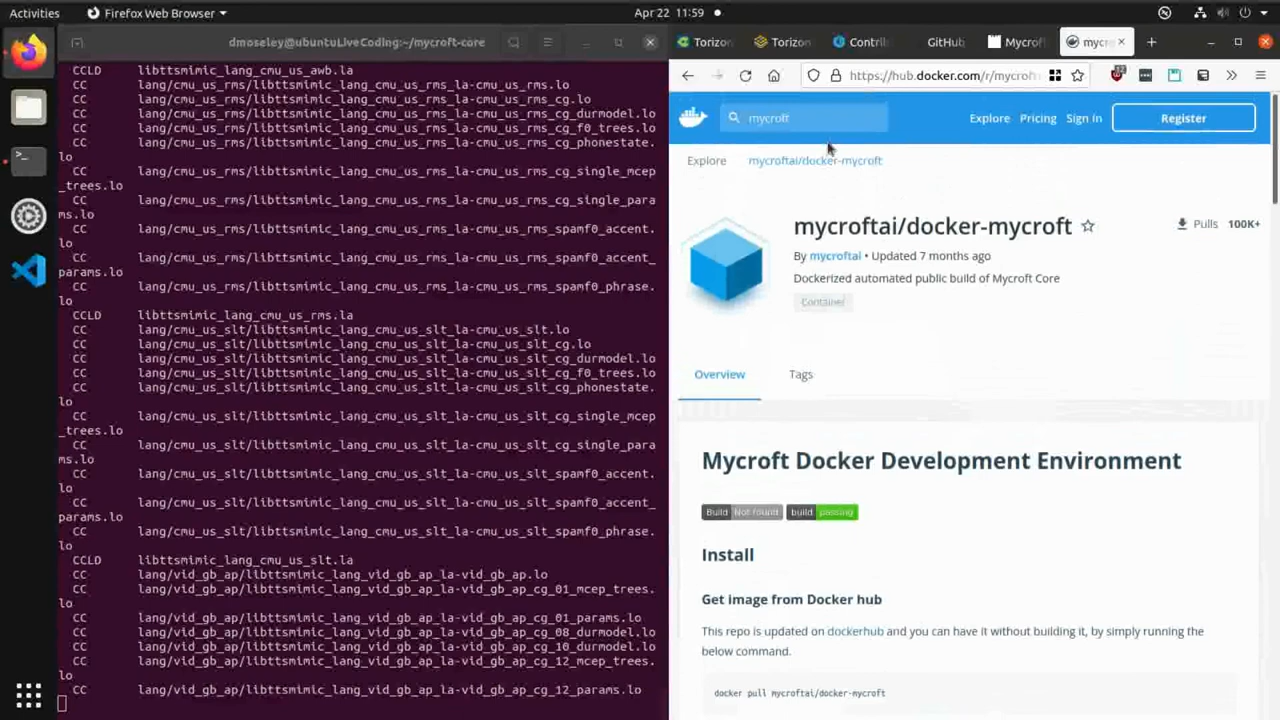 Activities
Firefox Web Browser
Apr 22 11:59
dmoseley@ubuntuLiveCoding:~/mycroft-core
CCLD libttsmimic_lang_cmu_us_awb.la
CC lang/cmu_us_rms/libttsmimic_lang_cmu_us_rms_la-cmu_us_rms.lo
CC lang/cmu_us_rms/libttsmimic_lang_cmu_us_rms_la-cmu_us_rms_cg.lo
CC lang/cmu_us_rms/libttsmimic_lang_cmu_us_rms_la-cmu_us_rms_cg_durmodel.lo
CC lang/cmu_us_rms/libttsmimic_lang_cmu_us_rms_la-cmu_us_rms_cg_f0_trees.lo
CC lang/cmu_us_rms/libttsmimic_lang_cmu_us_rms_la-cmu_us_rms_cg_phonestate.
lo
CC lang/cmu_us_rms/libttsmimic_lang_cmu_us_rms_la-cmu_us_rms_cg_single_mcep
_trees.lo
CC lang/cmu_us_rms/libttsmimic_lang_cmu_us_rms_la-cmu_us_rms_cg_single_para
ms.lo
CC lang/cmu_us_rms/libttsmimic_lang_cmu_us_rms_la-cmu_us_rms_spamf0_accent.
lo
CC lang/cmu_us_rms/libttsmimic_lang_cmu_us_rms_la-cmu_us_rms_spamf0_accent_
params.lo
CC lang/cmu_us_rms/libttsmimic_lang_cmu_us_rms_la-cmu_us_rms_spamf0_phrase.
lo
CCLD libttsmimic_lang_cmu_us_rms.la
CC lang/cmu_us_slt/libttsmimic_lang_cmu_us_slt_la-cmu_us_slt.lo
CC lang/cmu_us_slt/libttsmimic_lang_cmu_us_slt_la-cmu_us_slt_cg.lo
CC lang/cmu_us_slt/libttsmimic_lang_cmu_us_slt_la-cmu_us_slt_cg_durmodel.lo
CC lang/cmu_us_slt/libttsmimic_lang_cmu_us_slt_la-cmu_us_slt_cg_f0_trees.lo
CC lang/cmu_us_slt/libttsmimic_lang_cmu_us_slt_la-cmu_us_slt_cg_phonestate.
lo
CC lang/cmu_us_slt/libttsmimic_lang_cmu_us_slt_la-cmu_us_slt_cg_single_mcep
_trees.lo
CC lang/cmu_us_slt/libttsmimic_lang_cmu_us_slt_la-cmu_us_slt_cg_single_para
ms.lo
CC lang/cmu_us_slt/libttsmimic_lang_cmu_us_slt_la-cmu_us_slt_spamf0_accent.
lo
CC lang/cmu_us_slt/libttsmimic_lang_cmu_us_slt_la-cmu_us_slt_spamf0_accent_
params.lo
CC lang/cmu_us_slt/libttsmimic_lang_cmu_us_slt_la-cmu_us_slt_spamf0_phrase.
lo
CCLD libttsmimic_lang_cmu_us_slt.la
CC lang/vid_gb_ap/libttsmimic_lang_vid_gb_ap_la-vid_gb_ap.lo
CC lang/vid_gb_ap/libttsmimic_lang_vid_gb_ap_la-vid_gb_ap_cg_01_mcep_trees.
lo
CC lang/vid_gb_ap/libttsmimic_lang_vid_gb_ap_la-vid_gb_ap_cg_01_params.lo
CC lang/vid_gb_ap/libttsmimic_lang_vid_gb_ap_la-vid_gb_ap_cg_08_durmodel.lo
CC lang/vid_gb_ap/libttsmimic_lang_vid_gb_ap_la-vid_gb_ap_cg_10_durmodel.lo
CC lang/vid_gb_ap/libttsmimic_lang_vid_gb_ap_la-vid_gb_ap_cg_12_mcep_trees.
lo
CC lang/vid_gb_ap/libttsmimic_lang_vid_gb_ap_la-vid_gb_ap_cg_12_params.lo
Torizon
Torizon
Contrib
GitHub
Mycrof
mycro
https://hub.docker.com/r/mycroft
mycroft
Explore
Pricing
Sign In
Register
Explore
mycroftai/docker-mycroft
mycroftai/docker-mycroft
Pulls 100K+
By mycroftai • Updated 7 months ago
Dockerized automated public build of Mycroft Core
Container
Overview
Tags
Mycroft Docker Development Environment
Build Not found
build passing
Install
Get image from Docker hub
This repo is updated on dockerhub and you can have it without building it, by simply running the
below command.
docker pull mycroftai/docker-mycroft